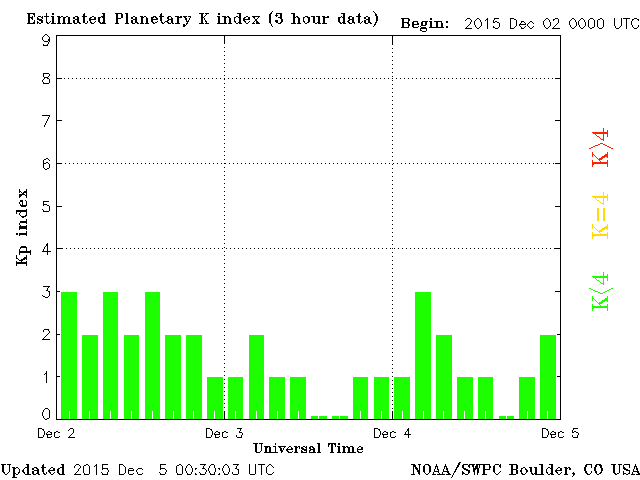 Estimated Planetary K index (3 hour data) Begin: 2015 Dec 02 0000 UTC
9
8
7
6
5
4
3
2
1
0
Kp index
K>4
K=4
K<4
Dec 2 Dec 3 Dec 4 Dec 5
Universal Time
Updated 2015 Dec 5 00:30:03 UTC NOAA/SWPC Boulder, CO USA